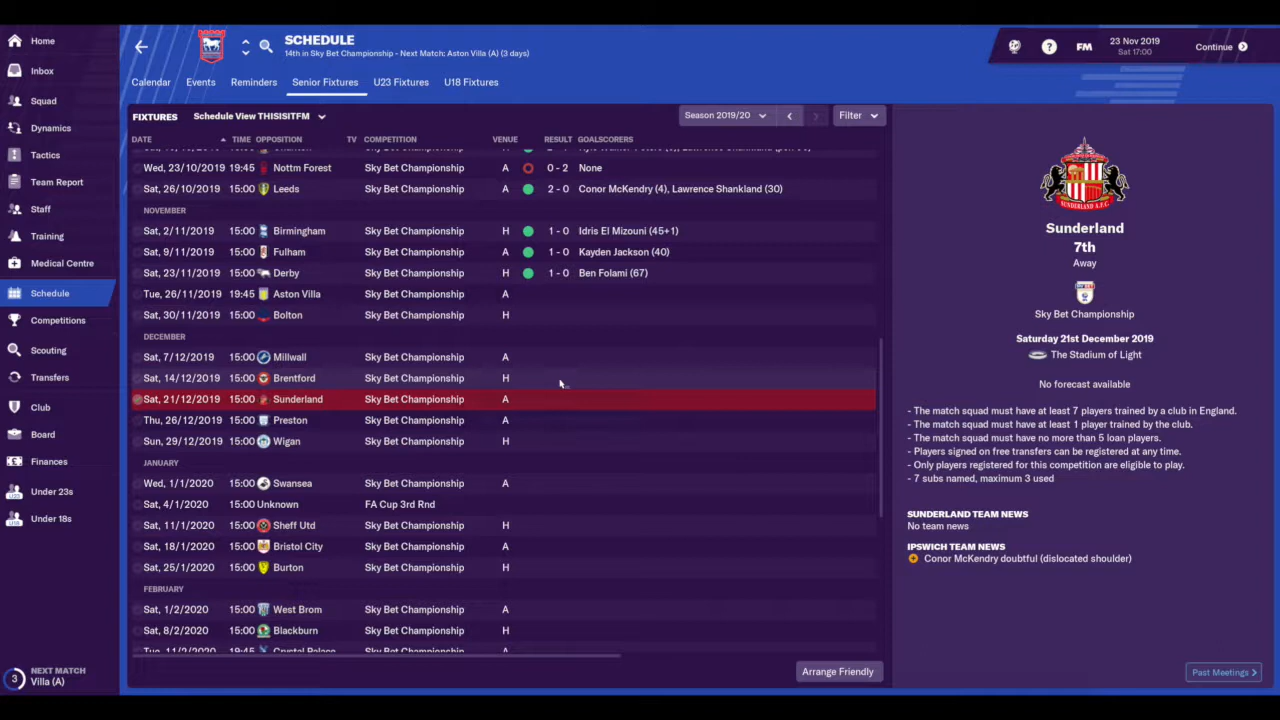 Home
Inbox
Squad
Dynamics
Tactics
Team Report
Staff
Training
Medical Centre
Schedule
Competitions
Scouting
Transfers
Club
Board
Finances
Under 23s
Under 18s
3 NEXT MATCH
Villa (A)
SCHEDULE
14th in Sky Bet Championship - Next Match: Aston Villa (A) (3 days)
? FM 23 Nov 2019
Sat 17:00
Continue
Calendar Events Reminders Senior Fixtures U23 Fixtures U18 Fixtures
FIXTURES Schedule View THISISITFM Season 2019/20 Filter
DATE TIME OPPOSITION TV COMPETITION VENUE RESULT GOALSCORERS
Wed, 23/10/2019 19:45 Nottm Forest Sky Bet Championship A 0 - 2 None
Sat, 26/10/2019 15:00 Leeds Sky Bet Championship A 2 - 0 Conor McKendry (4), Lawrence Shankland (30)
NOVEMBER
Sat, 2/11/2019 15:00 Birmingham Sky Bet Championship H 1 - 0 Idris El Mizouni (45+1)
Sat, 9/11/2019 15:00 Fulham Sky Bet Championship A 1 - 0 Kayden Jackson (40)
Sat, 23/11/2019 15:00 Derby Sky Bet Championship H 1 - 0 Ben Folami (67)
Tue, 26/11/2019 19:45 Aston Villa Sky Bet Championship A
Sat, 30/11/2019 15:00 Bolton Sky Bet Championship H
DECEMBER
Sat, 7/12/2019 15:00 Millwall Sky Bet Championship A
Sat, 14/12/2019 15:00 Brentford Sky Bet Championship H
Sat, 21/12/2019 15:00 Sunderland Sky Bet Championship A
Thu, 26/12/2019 15:00 Preston Sky Bet Championship A
Sun, 29/12/2019 15:00 Wigan Sky Bet Championship H
JANUARY
Wed, 1/1/2020 15:00 Swansea Sky Bet Championship A
Sat, 4/1/2020 15:00 Unknown FA Cup 3rd Rnd
Sat, 11/1/2020 15:00 Sheff Utd Sky Bet Championship H
Sat, 18/1/2020 15:00 Bristol City Sky Bet Championship A
Sat, 25/1/2020 15:00 Burton Sky Bet Championship H
FEBRUARY
Sat, 1/2/2020 15:00 West Brom Sky Bet Championship A
Sat, 8/2/2020 15:00 Blackburn Sky Bet Championship H
Tue, 11/2/2020 19:45 Crystal Palace Sky Bet Championship A
Arrange Friendly
SUNDERLAND A.F.C.
Sunderland
7th
Away
Sky Bet Championship
Saturday 21st December 2019
The Stadium of Light
No forecast available
- The match squad must have at least 7 players trained by a club in England.
- The match squad must have at least 1 player trained by the club.
- The match squad must have no more than 5 loan players.
- Players signed on free transfers can be registered at any time.
- Only players registered for this competition are eligible to play.
- 7 subs named, maximum 3 used
SUNDERLAND TEAM NEWS
No team news
IPSWICH TEAM NEWS
Conor McKendry doubtful (dislocated shoulder)
Past Meetings